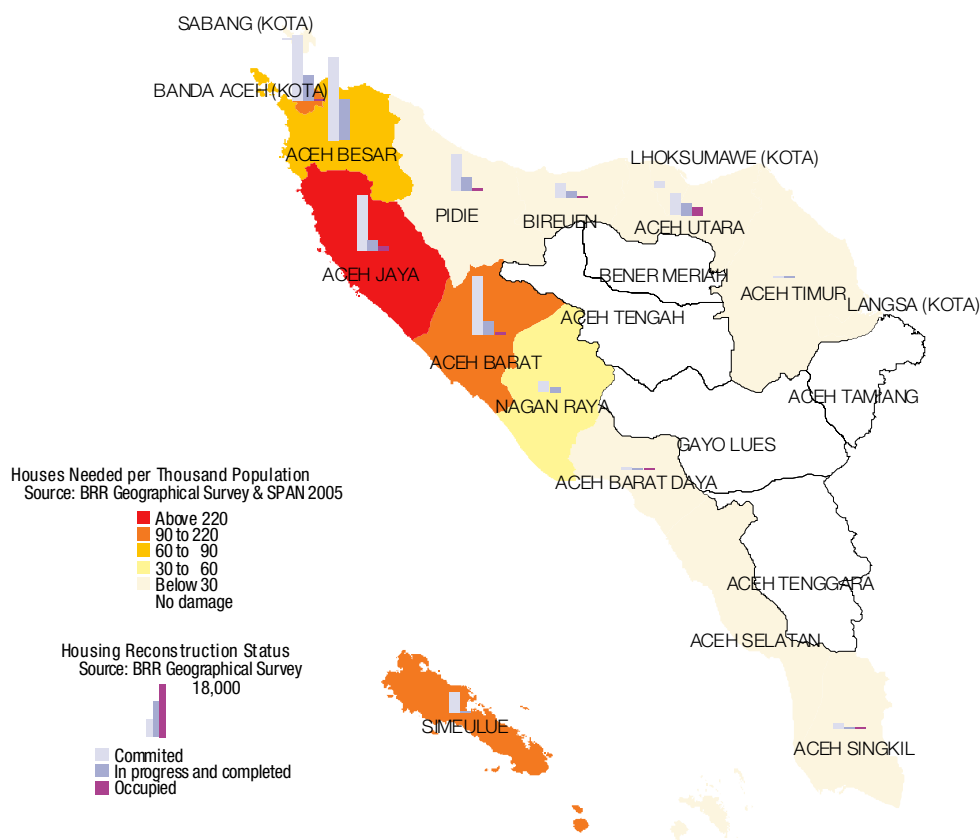 SABANG (KOTA)
BANDA ACEH (KOTA)
ACEH BESAR
LHOKSUMAWE (KOTA)
PIDIE
BIREUEN
ACEH UTARA
ACEH JAYA
BENER MERIAH
ACEH TIMUR
LANGSA (KOTA)
ACEH TENGAH
ACEH BARAT
ACEH TAMIANG
NAGAN RAYA
GAYO LUES
ACEH BARAT DAYA
Houses Needed per Thousand Population
Source: BRR Geographical Survey & SPAN 2005
Above 220
90 to 220
60 to 90
30 to 60
Below 30
No damage
ACEH TENGGARA
ACEH SELATAN
Housing Reconstruction Status
Source: BRR Geographical Survey
18,000
Commited
In progress and completed
Occupied
SIMEULUE
ACEH SINGKIL